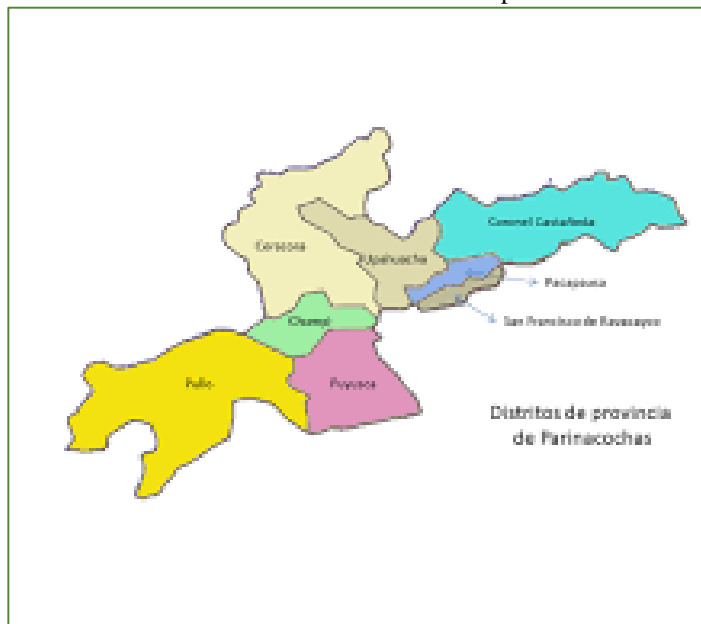 Coronel Castañeda
Coracora
Upahuacho
Pacapausa
San Francisco de Ravacayco
Chumpi
Pullo
Puyusca
Distritos de provincia
de Parinacochas